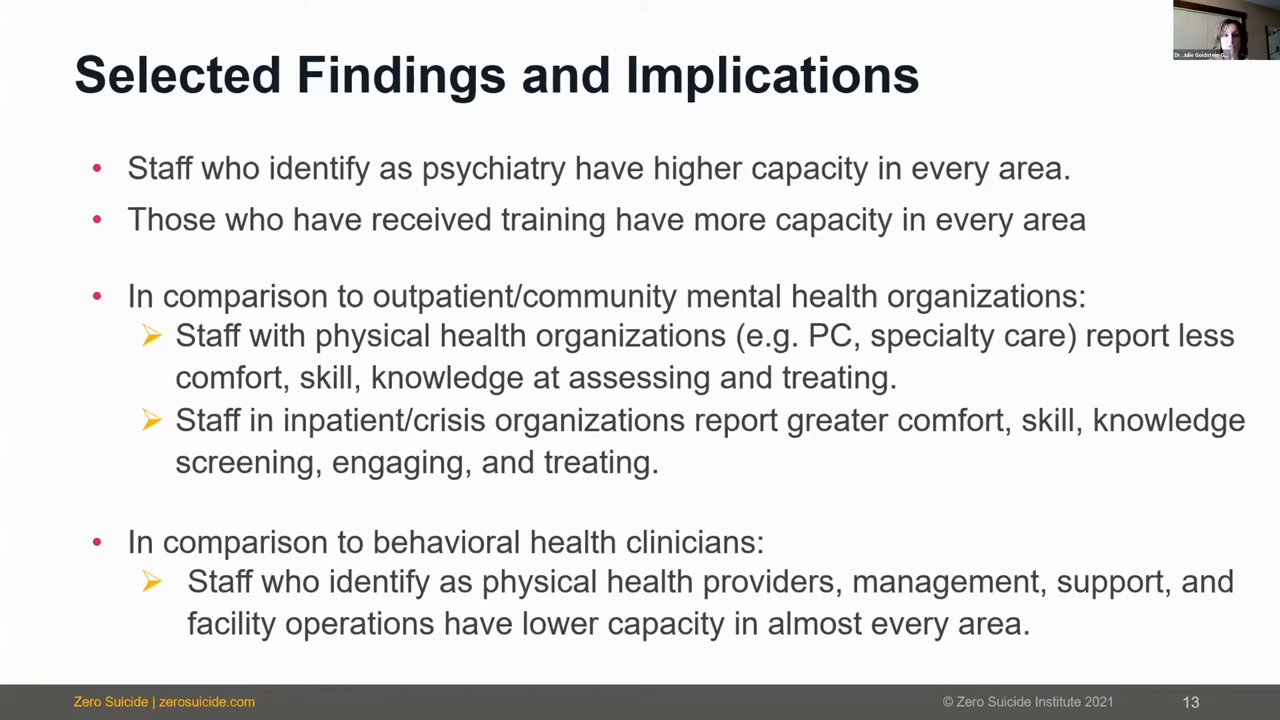 Selected Findings and Implications
Dr. Julie Goldstein G...
• Staff who identify as psychiatry have higher capacity in every area.
• Those who have received training have more capacity in every area
• In comparison to outpatient/community mental health organizations:
➢ Staff with physical health organizations (e.g. PC, specialty care) report less
comfort, skill, knowledge at assessing and treating.
➢ Staff in inpatient/crisis organizations report greater comfort, skill, knowledge
screening, engaging, and treating.
• In comparison to behavioral health clinicians:
➢ Staff who identify as physical health providers, management, support, and
facility operations have lower capacity in almost every area.
Zero Suicide | zerosuicide.com
© Zero Suicide Institute 2021
13